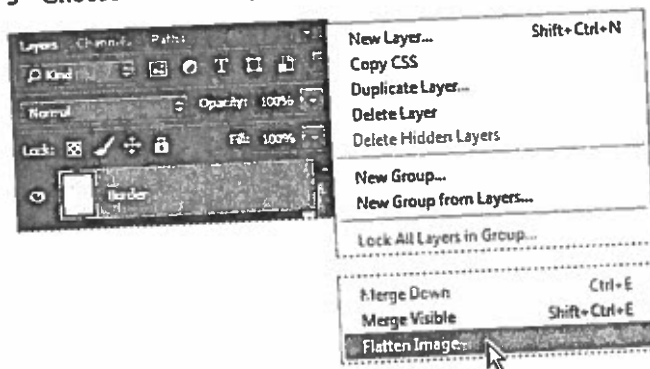 Layers Channels Paths
Kind
Normal Opacity: 100%
Lock: Fill: 100%
Border
New Layer... Shift+Ctrl+N
Copy CSS
Duplicate Layer...
Delete Layer
Delete Hidden Layers
New Group...
New Group from Layers...
Lock All Layers in Group...
Merge Down Ctrl+E
Merge Visible Shift+Ctrl+E
Flatten Image